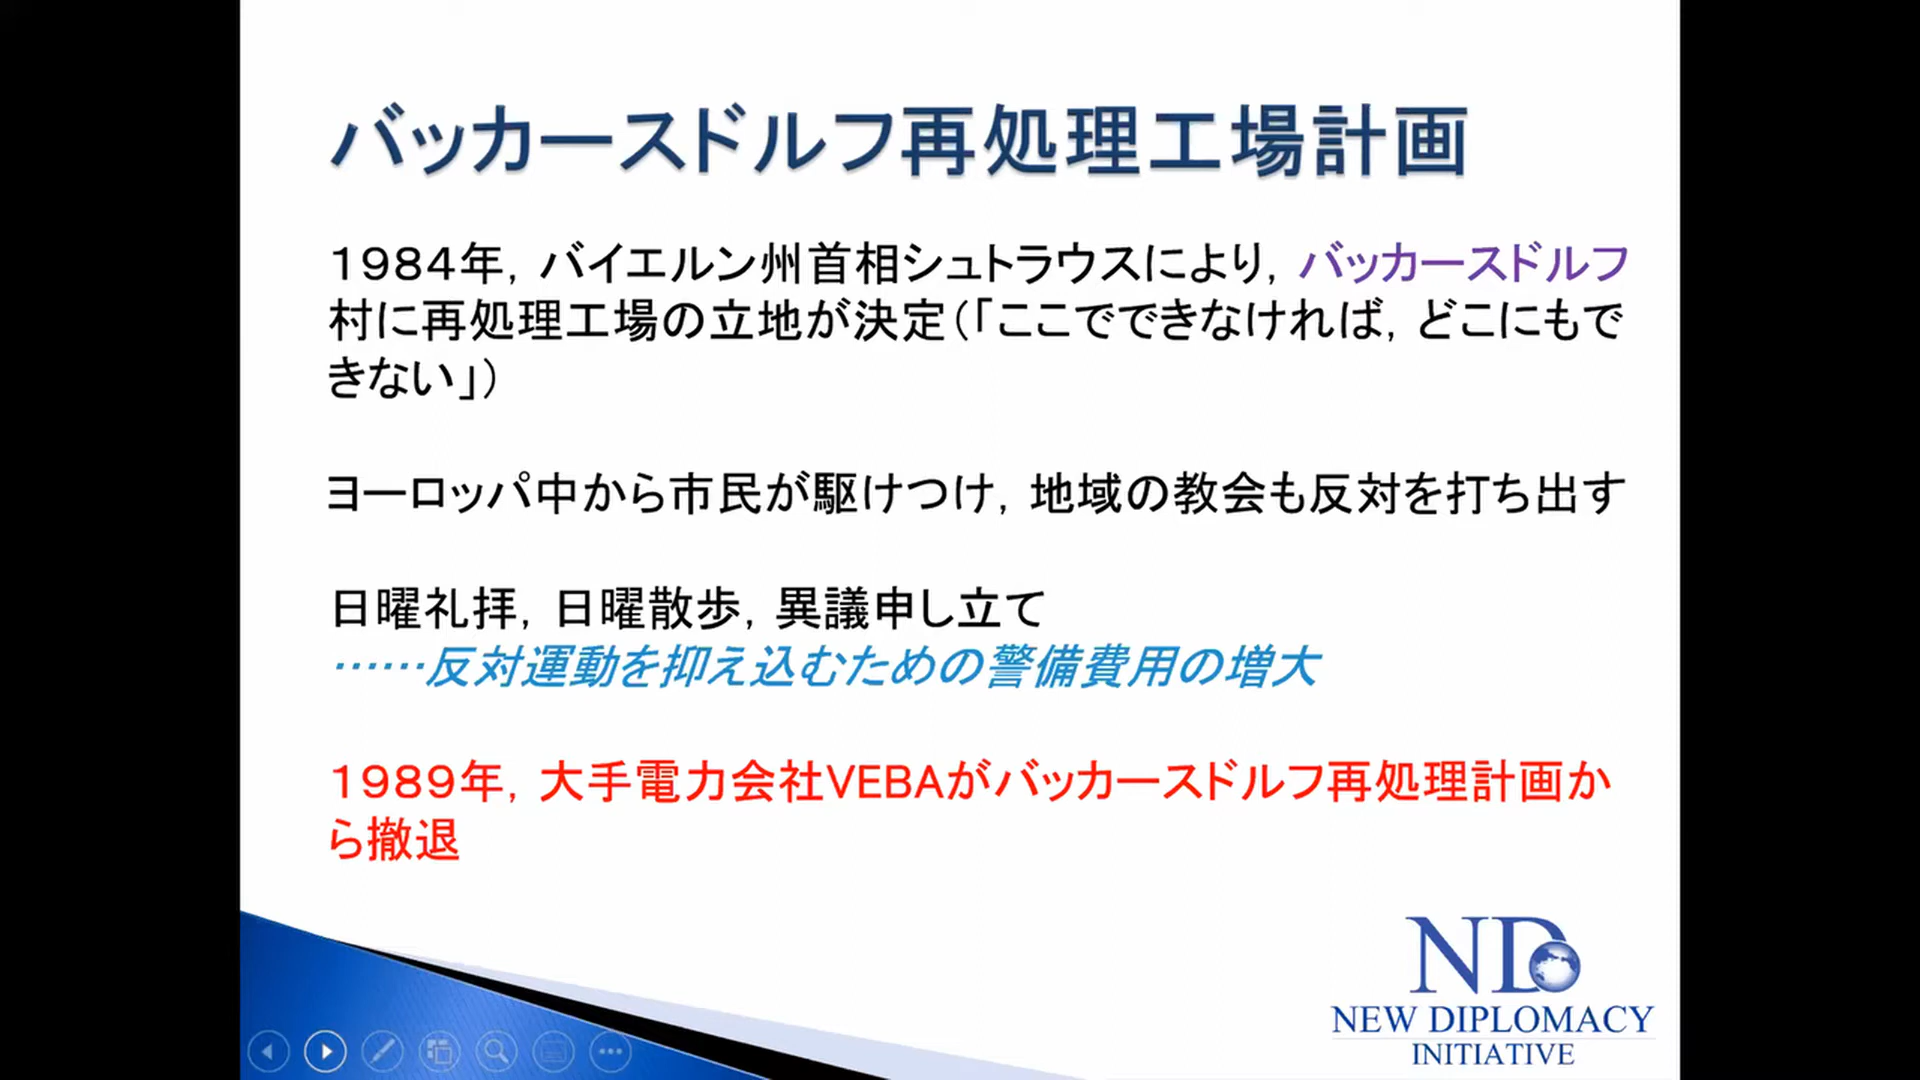 バッカースドルフ再処理工場計画
１９８４年，バイエルン州首相シュトラウスにより，バッカースドルフ
村に再処理工場の立地が決定（「ここでできなければ，どこにもで
きない」）
ヨーロッパ中から市民が駆けつけ，地域の教会も反対を打ち出す
日曜礼拝，日曜散歩，異議申し立て
……反対運動を抑え込むための警備費用の増大
１９８９年，大手電力会社VEBAがバッカースドルフ再処理計画か
ら撤退
ND
NEW DIPLOMACY
INITIATIVE